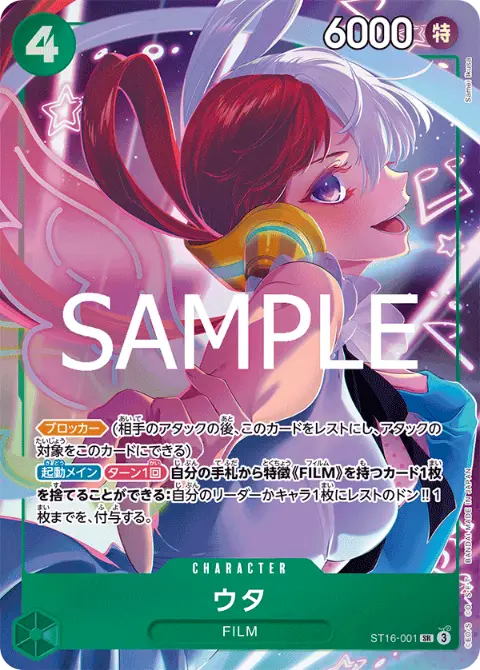 4
6000 特
Samei Ikura
SAMPLE
ブロッカー (相手のアタックの後、このカードをレストにし、アタックの
対象をこのカードにできる)
起動メイン ターン1回 自分の手札から特徴《FILM》を持つカード1枚
を捨てることができる:自分のリーダーかキャラ1枚にレストのドン!!1
枚までを、付与する。
CHARACTER
ウタ
FILM
ST16-001 SR 3
BANDAI MADE IN JAPAN